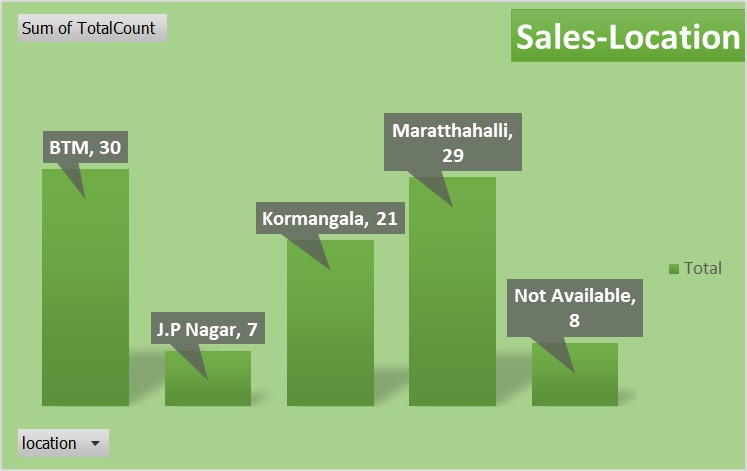 Sum of TotalCount
Sales-Location
BTM, 30
J.P Nagar, 7
Kormangala, 21
Maratthahalli,
29
Not Available,
8
Total
location